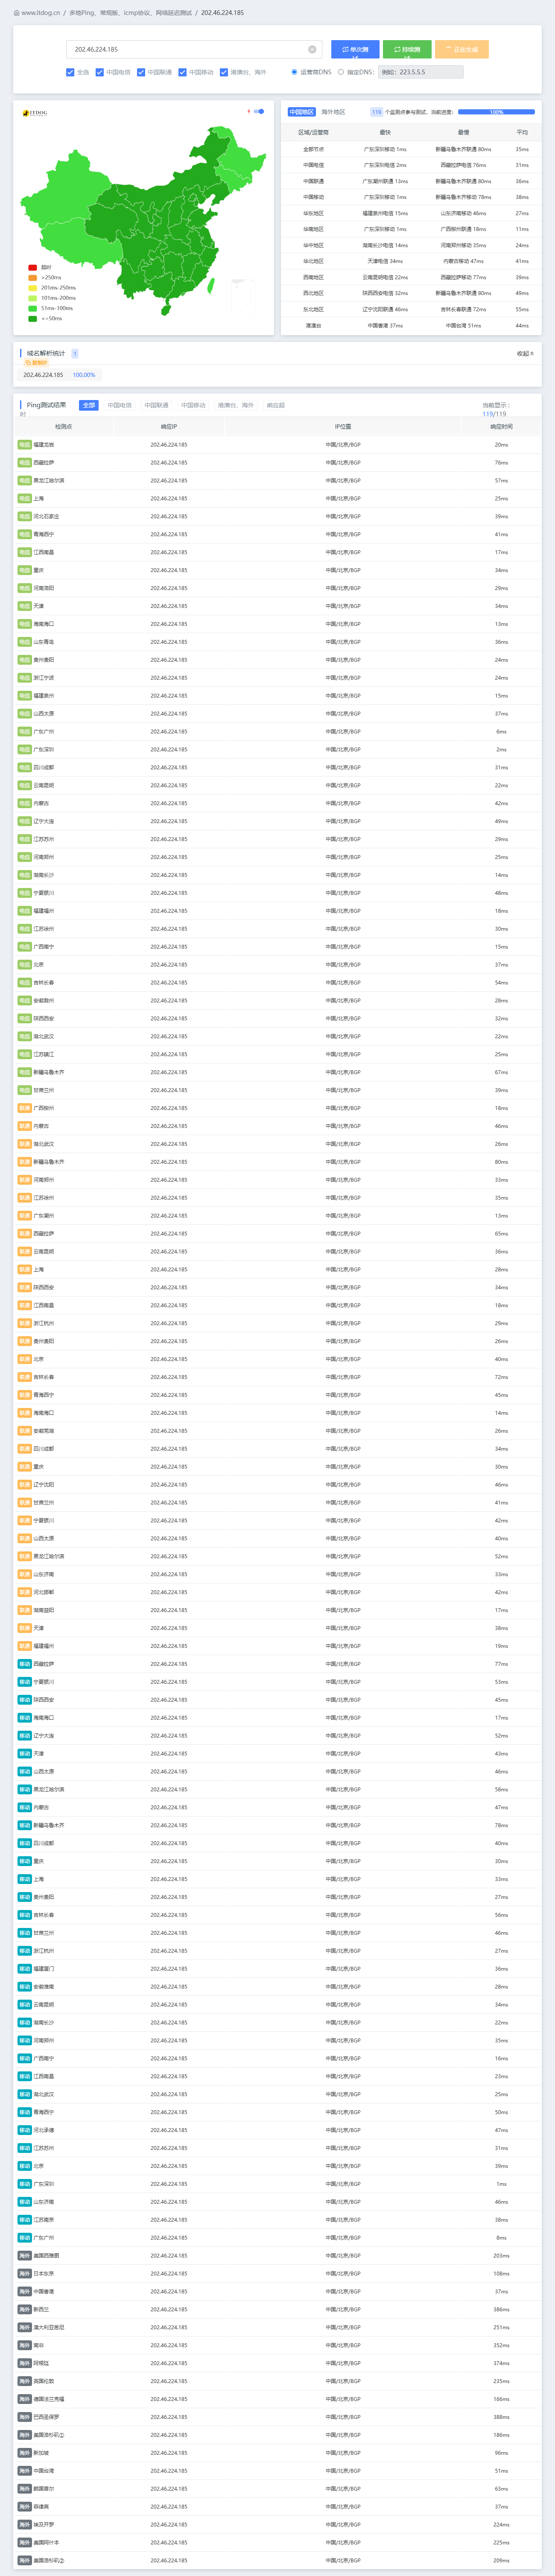 www.itdog.cn / 多地Ping、常规版、icmp协议、网络延迟测试 / 202.46.224.185
202.46.224.185
单次测试
持续测试
正在生成
全选 中国电信 中国联通 中国移动 港澳台、海外 运营商DNS 指定DNS: 例如：223.5.5.5
ITDOG
超时
>250ms
201ms-250ms
101ms-200ms
51ms-100ms
<=50ms
中国地区 海外地区 119 个监测点参与测试，当前进度： 100%
区域/运营商 最快 最慢 平均
全部节点 广东深圳移动 1ms 新疆乌鲁木齐联通 80ms 35ms
中国电信 广东深圳电信 2ms 西藏拉萨电信 76ms 31ms
中国联通 广东潮州联通 13ms 新疆乌鲁木齐联通 80ms 36ms
中国移动 广东深圳移动 1ms 新疆乌鲁木齐移动 78ms 38ms
华东地区 福建泉州电信 15ms 山东济南移动 46ms 27ms
华南地区 广东深圳移动 1ms 广西柳州联通 18ms 11ms
华中地区 湖南长沙电信 14ms 河南郑州移动 35ms 24ms
华北地区 天津电信 34ms 内蒙古移动 47ms 41ms
西南地区 云南昆明电信 22ms 西藏拉萨移动 77ms 39ms
西北地区 陕西西安电信 32ms 新疆乌鲁木齐联通 80ms 49ms
东北地区 辽宁沈阳联通 46ms 吉林长春联通 72ms 55ms
港澳台 中国香港 37ms 中国台湾 51ms 44ms
域名解析统计 1 收起
复制IP
202.46.224.185 100.00%
Ping测试结果 全部 中国电信 中国联通 中国移动 港澳台、海外 响应超时 当前显示：119/119
检测点 响应IP IP位置 响应时间
电信 福建龙岩 202.46.224.185 中国/北京/BGP 20ms
电信 西藏拉萨 202.46.224.185 中国/北京/BGP 76ms
电信 黑龙江哈尔滨 202.46.224.185 中国/北京/BGP 57ms
电信 上海 202.46.224.185 中国/北京/BGP 25ms
电信 河北石家庄 202.46.224.185 中国/北京/BGP 39ms
电信 青海西宁 202.46.224.185 中国/北京/BGP 41ms
电信 江西南昌 202.46.224.185 中国/北京/BGP 17ms
电信 重庆 202.46.224.185 中国/北京/BGP 34ms
电信 河南洛阳 202.46.224.185 中国/北京/BGP 29ms
电信 天津 202.46.224.185 中国/北京/BGP 34ms
电信 海南海口 202.46.224.185 中国/北京/BGP 13ms
电信 山东青岛 202.46.224.185 中国/北京/BGP 36ms
电信 贵州贵阳 202.46.224.185 中国/北京/BGP 24ms
电信 浙江宁波 202.46.224.185 中国/北京/BGP 24ms
电信 福建泉州 202.46.224.185 中国/北京/BGP 15ms
电信 山西太原 202.46.224.185 中国/北京/BGP 37ms
电信 广东广州 202.46.224.185 中国/北京/BGP 6ms
电信 广东深圳 202.46.224.185 中国/北京/BGP 2ms
电信 四川成都 202.46.224.185 中国/北京/BGP 31ms
电信 云南昆明 202.46.224.185 中国/北京/BGP 22ms
电信 内蒙古 202.46.224.185 中国/北京/BGP 42ms
电信 辽宁大连 202.46.224.185 中国/北京/BGP 49ms
电信 江苏苏州 202.46.224.185 中国/北京/BGP 29ms
电信 河南郑州 202.46.224.185 中国/北京/BGP 25ms
电信 湖南长沙 202.46.224.185 中国/北京/BGP 14ms
电信 宁夏银川 202.46.224.185 中国/北京/BGP 48ms
电信 福建福州 202.46.224.185 中国/北京/BGP 18ms
电信 江苏徐州 202.46.224.185 中国/北京/BGP 30ms
电信 广西南宁 202.46.224.185 中国/北京/BGP 15ms
电信 北京 202.46.224.185 中国/北京/BGP 37ms
电信 吉林长春 202.46.224.185 中国/北京/BGP 54ms
电信 安徽滁州 202.46.224.185 中国/北京/BGP 28ms
电信 陕西西安 202.46.224.185 中国/北京/BGP 32ms
电信 湖北武汉 202.46.224.185 中国/北京/BGP 22ms
电信 江苏镇江 202.46.224.185 中国/北京/BGP 25ms
电信 新疆乌鲁木齐 202.46.224.185 中国/北京/BGP 67ms
电信 甘肃兰州 202.46.224.185 中国/北京/BGP 39ms
联通 广西柳州 202.46.224.185 中国/北京/BGP 18ms
联通 内蒙古 202.46.224.185 中国/北京/BGP 46ms
联通 湖北武汉 202.46.224.185 中国/北京/BGP 26ms
联通 新疆乌鲁木齐 202.46.224.185 中国/北京/BGP 80ms
联通 河南郑州 202.46.224.185 中国/北京/BGP 33ms
联通 江苏徐州 202.46.224.185 中国/北京/BGP 35ms
联通 广东潮州 202.46.224.185 中国/北京/BGP 13ms
联通 西藏拉萨 202.46.224.185 中国/北京/BGP 65ms
联通 云南昆明 202.46.224.185 中国/北京/BGP 36ms
联通 上海 202.46.224.185 中国/北京/BGP 28ms
联通 陕西西安 202.46.224.185 中国/北京/BGP 34ms
联通 江西南昌 202.46.224.185 中国/北京/BGP 18ms
联通 浙江杭州 202.46.224.185 中国/北京/BGP 29ms
联通 贵州贵阳 202.46.224.185 中国/北京/BGP 26ms
联通 北京 202.46.224.185 中国/北京/BGP 40ms
联通 吉林长春 202.46.224.185 中国/北京/BGP 72ms
联通 青海西宁 202.46.224.185 中国/北京/BGP 45ms
联通 海南海口 202.46.224.185 中国/北京/BGP 14ms
联通 安徽芜湖 202.46.224.185 中国/北京/BGP 26ms
联通 四川成都 202.46.224.185 中国/北京/BGP 34ms
联通 重庆 202.46.224.185 中国/北京/BGP 30ms
联通 辽宁沈阳 202.46.224.185 中国/北京/BGP 46ms
联通 甘肃兰州 202.46.224.185 中国/北京/BGP 41ms
联通 宁夏银川 202.46.224.185 中国/北京/BGP 42ms
联通 山西太原 202.46.224.185 中国/北京/BGP 40ms
联通 黑龙江哈尔滨 202.46.224.185 中国/北京/BGP 52ms
联通 山东济南 202.46.224.185 中国/北京/BGP 33ms
联通 河北邯郸 202.46.224.185 中国/北京/BGP 42ms
联通 湖南益阳 202.46.224.185 中国/北京/BGP 17ms
联通 天津 202.46.224.185 中国/北京/BGP 38ms
联通 福建福州 202.46.224.185 中国/北京/BGP 19ms
移动 西藏拉萨 202.46.224.185 中国/北京/BGP 77ms
移动 宁夏银川 202.46.224.185 中国/北京/BGP 53ms
移动 陕西西安 202.46.224.185 中国/北京/BGP 45ms
移动 海南海口 202.46.224.185 中国/北京/BGP 17ms
移动 辽宁大连 202.46.224.185 中国/北京/BGP 52ms
移动 天津 202.46.224.185 中国/北京/BGP 43ms
移动 山西太原 202.46.224.185 中国/北京/BGP 46ms
移动 黑龙江哈尔滨 202.46.224.185 中国/北京/BGP 58ms
移动 内蒙古 202.46.224.185 中国/北京/BGP 47ms
移动 新疆乌鲁木齐 202.46.224.185 中国/北京/BGP 78ms
移动 四川成都 202.46.224.185 中国/北京/BGP 40ms
移动 重庆 202.46.224.185 中国/北京/BGP 30ms
移动 上海 202.46.224.185 中国/北京/BGP 33ms
移动 贵州贵阳 202.46.224.185 中国/北京/BGP 27ms
移动 吉林长春 202.46.224.185 中国/北京/BGP 56ms
移动 甘肃兰州 202.46.224.185 中国/北京/BGP 46ms
移动 浙江杭州 202.46.224.185 中国/北京/BGP 27ms
移动 福建厦门 202.46.224.185 中国/北京/BGP 36ms
移动 安徽淮南 202.46.224.185 中国/北京/BGP 28ms
移动 云南昆明 202.46.224.185 中国/北京/BGP 34ms
移动 湖南长沙 202.46.224.185 中国/北京/BGP 22ms
移动 河南郑州 202.46.224.185 中国/北京/BGP 35ms
移动 广西南宁 202.46.224.185 中国/北京/BGP 16ms
移动 江西南昌 202.46.224.185 中国/北京/BGP 23ms
移动 湖北武汉 202.46.224.185 中国/北京/BGP 25ms
移动 青海西宁 202.46.224.185 中国/北京/BGP 50ms
移动 河北承德 202.46.224.185 中国/北京/BGP 47ms
移动 江苏苏州 202.46.224.185 中国/北京/BGP 31ms
移动 北京 202.46.224.185 中国/北京/BGP 39ms
移动 广东深圳 202.46.224.185 中国/北京/BGP 1ms
移动 山东济南 202.46.224.185 中国/北京/BGP 46ms
移动 江苏南京 202.46.224.185 中国/北京/BGP 38ms
移动 广东广州 202.46.224.185 中国/北京/BGP 8ms
海外 美国西雅图 202.46.224.185 中国/北京/BGP 203ms
海外 日本东京 202.46.224.185 中国/北京/BGP 108ms
海外 中国香港 202.46.224.185 中国/北京/BGP 37ms
海外 新西兰 202.46.224.185 中国/北京/BGP 386ms
海外 澳大利亚悉尼 202.46.224.185 中国/北京/BGP 251ms
海外 南非 202.46.224.185 中国/北京/BGP 352ms
海外 阿根廷 202.46.224.185 中国/北京/BGP 374ms
海外 英国伦敦 202.46.224.185 中国/北京/BGP 235ms
海外 德国法兰克福 202.46.224.185 中国/北京/BGP 166ms
海外 巴西圣保罗 202.46.224.185 中国/北京/BGP 388ms
海外 美国洛杉矶① 202.46.224.185 中国/北京/BGP 186ms
海外 新加坡 202.46.224.185 中国/北京/BGP 96ms
海外 中国台湾 202.46.224.185 中国/北京/BGP 51ms
海外 韩国首尔 202.46.224.185 中国/北京/BGP 63ms
海外 菲律宾 202.46.224.185 中国/北京/BGP 37ms
海外 埃及开罗 202.46.224.185 中国/北京/BGP 224ms
海外 美国阿什本 202.46.224.185 中国/北京/BGP 225ms
海外 美国洛杉矶② 202.46.224.185 中国/北京/BGP 209ms